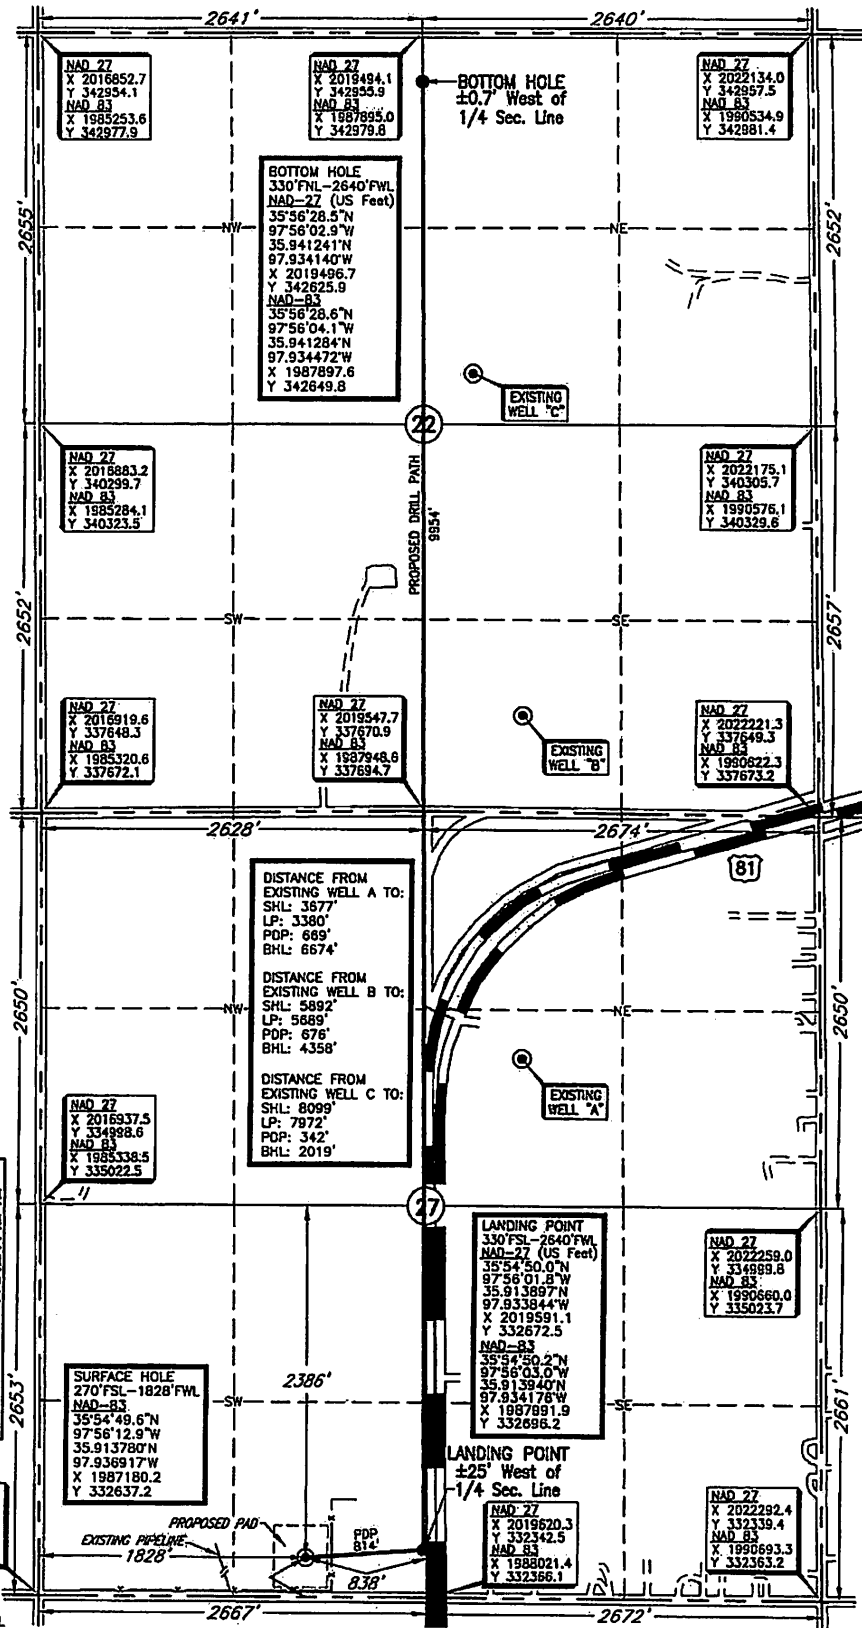 2641'
2640'
NAD 27
X 2016852.7
Y 342954.1
NAD 83
X 1985253.6
Y 342977.9
NAD 27
X 2019494.1
Y 342955.9
NAD 83
X 1987895.0
Y 342979.8
BOTTOM HOLE
±0.7' West of
1/4 Sec. Line
NAD 27
X 2022134.0
Y 342957.5
NAD 83
X 1990534.9
Y 342981.4
BOTTOM HOLE
330'FNL-2640'FWL
NAD-27 (US Feet)
35°56'28.5"N
97°56'02.9"W
35.941241°N
97.934140°W
X 2019496.7
Y 342625.9
NAD-83
35°56'28.6"N
97°56'04.1"W
35.941284°N
97.934472°W
X 1987897.6
Y 342649.8
2655'
NW
NE
2652'
EXISTING
WELL "C"
22
NAD 27
X 2016883.2
Y 340299.7
NAD 83
X 1985284.1
Y 340323.5
PROPOSED DRILL PATH
9954'
NAD 27
X 2022175.1
Y 340305.7
NAD 83
X 1990576.1
Y 340329.6
2652'
SW
SE
2657'
NAD 27
X 2016919.6
Y 337648.3
NAD 83
X 1985320.6
Y 337672.1
NAD 27
X 2019547.7
Y 337670.9
NAD 83
X 1987948.6
Y 337694.7
EXISTING
WELL "B"
NAD 27
X 2022221.3
Y 337649.3
NAD 83
X 1990622.3
Y 337673.2
2628'
2674'
81
DISTANCE FROM
EXISTING WELL A TO:
SHL: 3677'
LP: 3380'
PDP: 669'
BHL: 6674'
DISTANCE FROM
EXISTING WELL B TO:
SHL: 5892'
LP: 5689'
PDP: 676'
BHL: 4358'
DISTANCE FROM
EXISTING WELL C TO:
SHL: 8099'
LP: 7972'
PDP: 342'
BHL: 2019'
2650'
NW
NE
2650'
EXISTING
WELL "A"
NAD 27
X 2016937.5
Y 334998.6
NAD 83
X 1985338.5
Y 335022.5
27
LANDING POINT
330'FSL-2640'FWL
NAD-27 (US Feet)
35°54'50.0"N
97°56'01.8"W
35.913897°N
97.933844°W
X 2019591.1
Y 332672.5
NAD-83
35°54'50.2"N
97°56'03.0"W
35.913940°N
97.934176°W
X 1987991.9
Y 332696.2
NAD 27
X 2022259.0
Y 334999.8
NAD 83
X 1990660.0
Y 335023.7
2653'
SURFACE HOLE
270'FSL-1828'FWL
NAD-83
35°54'49.6"N
97°56'12.9"W
35.913780°N
97.936917°W
X 1987180.2
Y 332637.2
SW
2386'
SE
2661'
LANDING POINT
±25' West of
1/4 Sec. Line
PROPOSED PAD
EXISTING PIPELINE
1828'
PDP
814'
838'
NAD 27
X 2019620.3
Y 332342.5
NAD 83
X 1988021.4
Y 332366.1
NAD 27
X 2022292.4
Y 332339.4
NAD 83
X 1990693.3
Y 332363.2
2667'
2672'